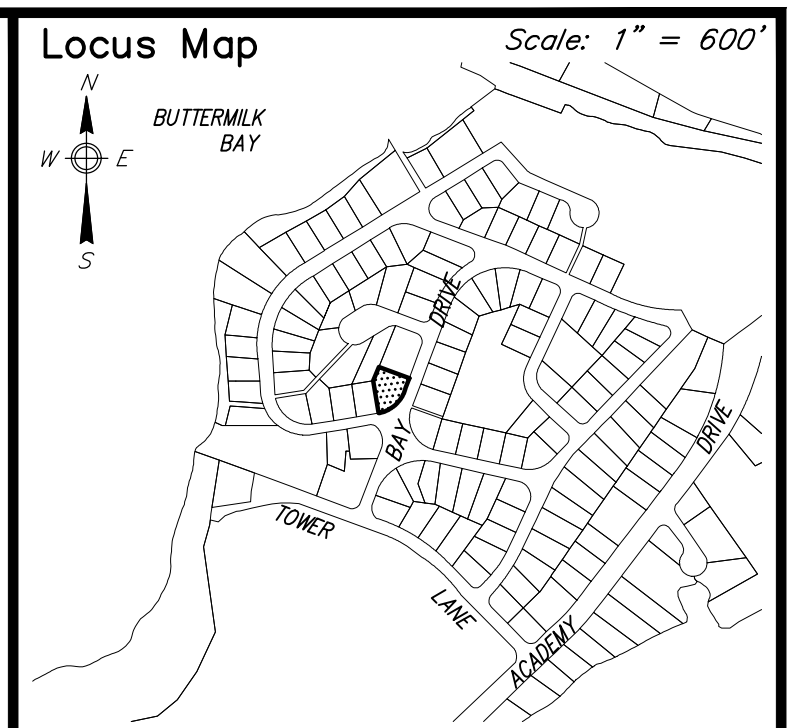 Locus Map
Scale: 1" = 600'
N
W E
S
BUTTERMILK
BAY
DRIVE
BAY
DRIVE
TOWER
LANE
ACADEMY